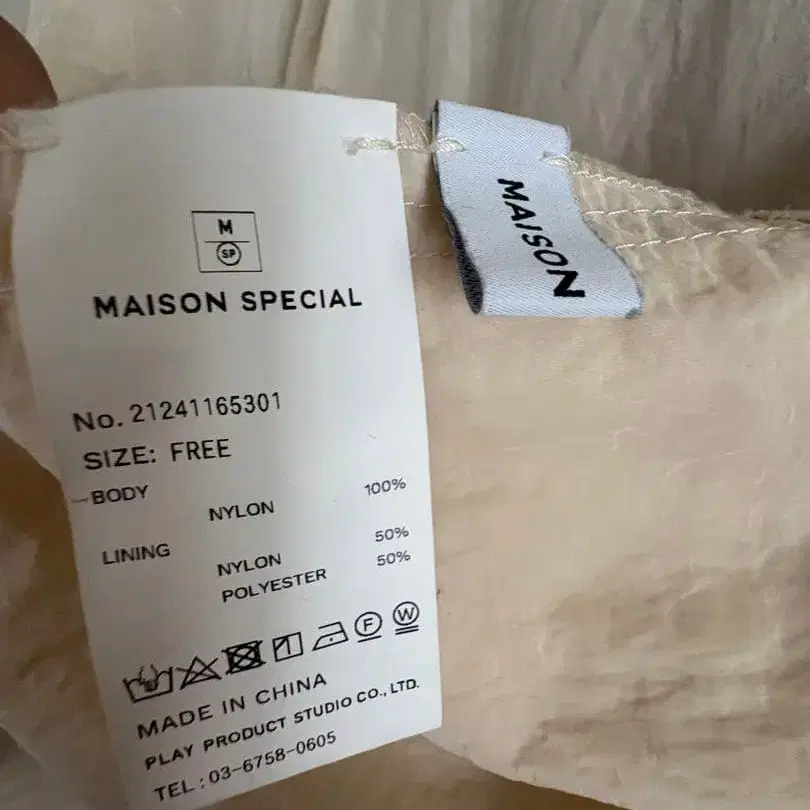 M
SP
MAISON SPECIAL
No. 21241165301
SIZE: FREE
BODY
NYLON 100%
LINING
NYLON 50%
POLYESTER 50%
F W
MADE IN CHINA
PLAY PRODUCT STUDIO CO., LTD.
TEL : 03-6758-0605
MAISON